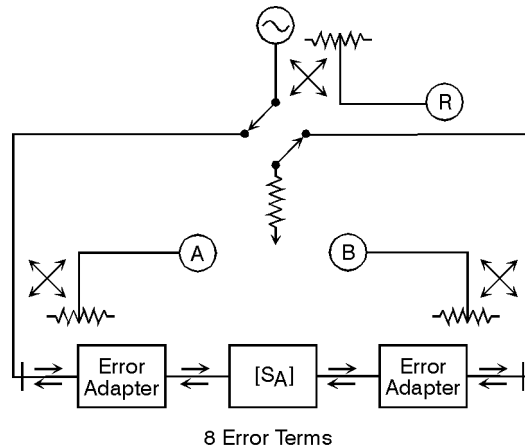 R
A
B
Error
Adapter
[SA]
Error
Adapter
8 Error Terms